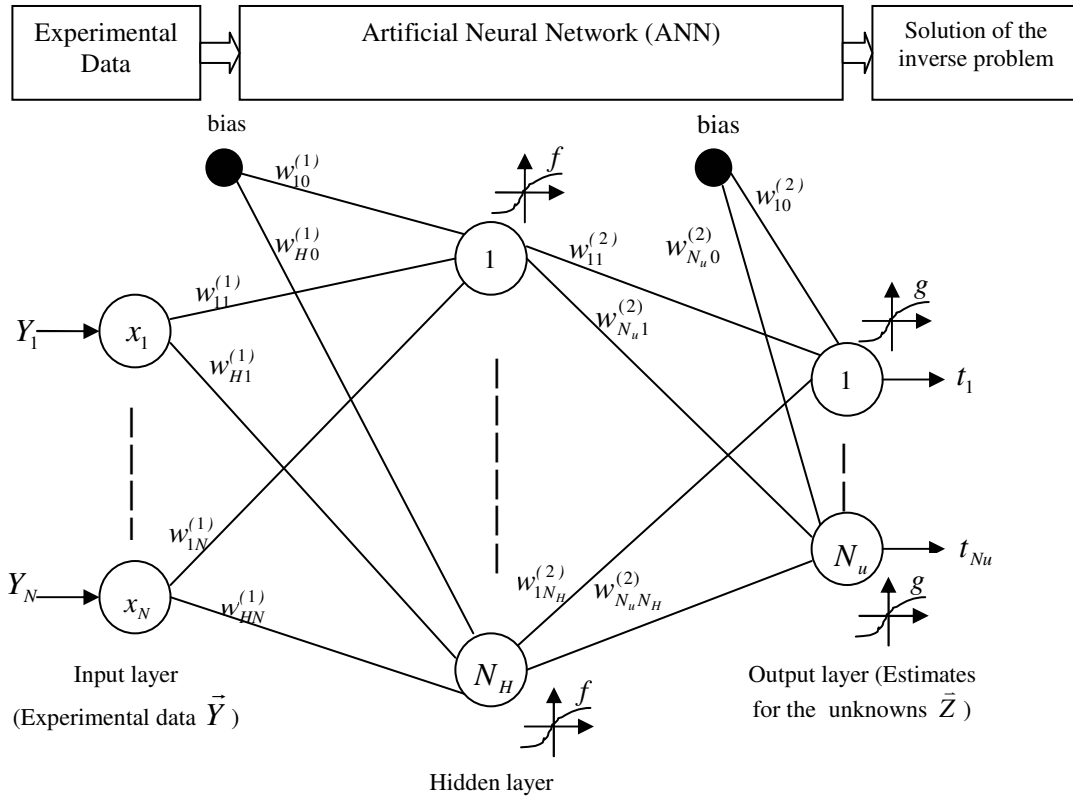 Experimental
Data
Artificial Neural Network (ANN)
Solution of the
inverse problem
bias
bias
f
w_{10}^{(1)}
w_{10}^{(2)}
w_{H0}^{(1)}
w_{11}^{(2)}
w_{N_u0}^{(2)}
1
w_{11}^{(1)}
g
Y_1
x_1
w_{N_u1}^{(2)}
w_{H1}^{(1)}
1
t_1
w_{1N}^{(1)}
N_u
t_{Nu}
Y_N
x_N
w_{HN}^{(1)}
w_{1N_H}^{(2)}
w_{N_uN_H}^{(2)}
g
Input layer
(Experimental data \vec{Y})
N_H
f
Output layer (Estimates
for the unknowns \vec{Z})
Hidden layer